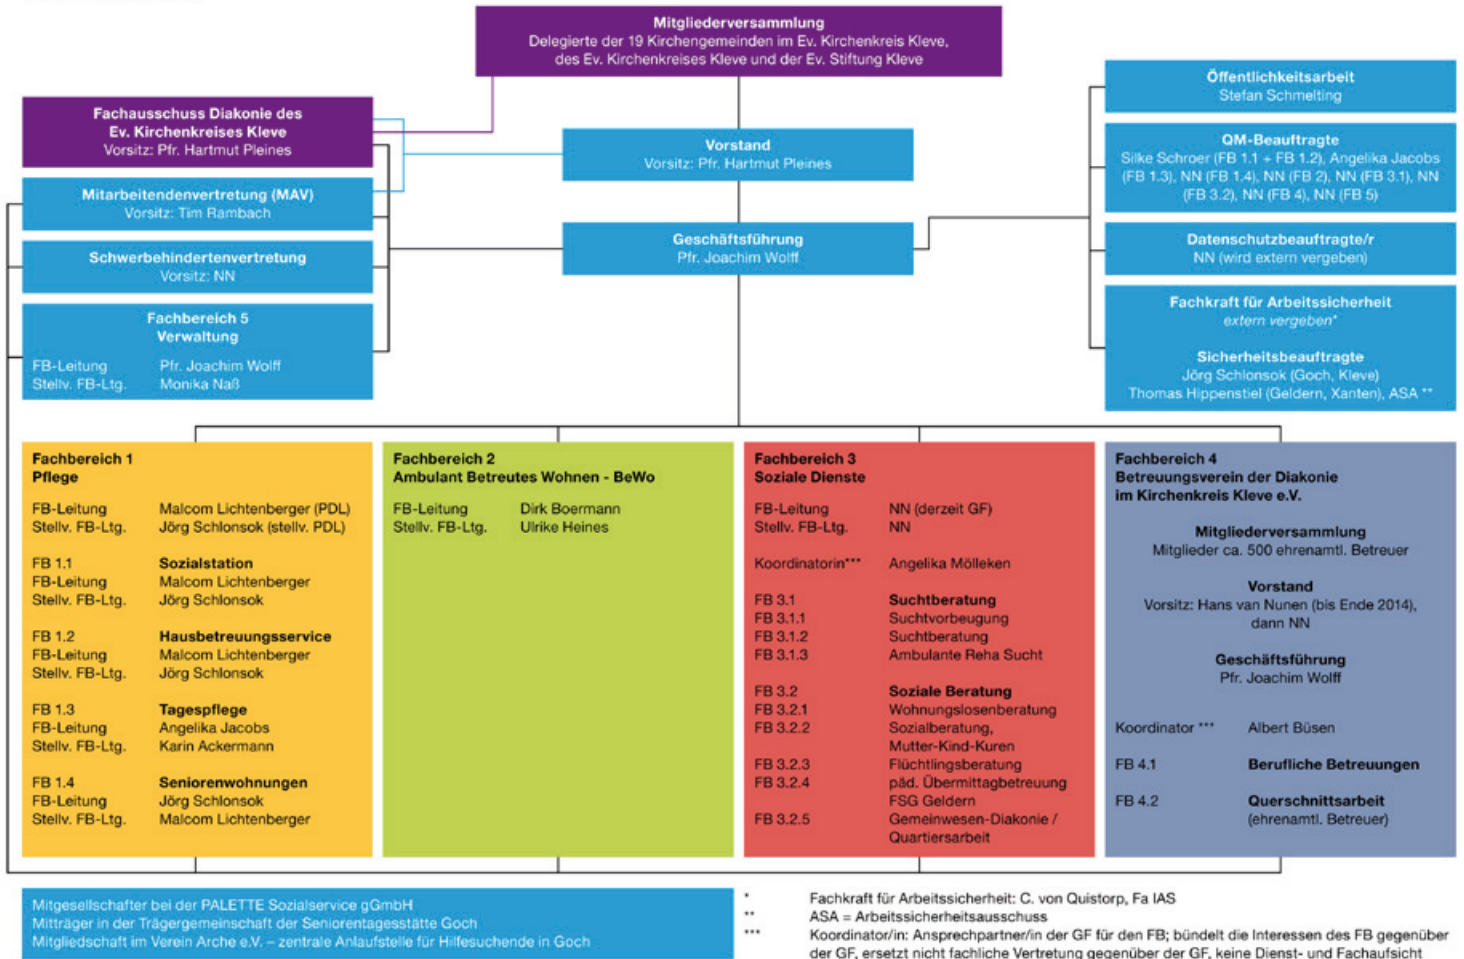 Mitgliederversammlung
Delegierte der 19 Kirchengemeinden im Ev. Kirchenkreis Kleve,
des Ev. Kirchenkreises Kleve und der Ev. Stiftung Kleve
Fachausschuss Diakonie des
Ev. Kirchenkreises Kleve
Vorsitz: Pfr. Hartmut Pleines
Vorstand
Vorsitz: Pfr. Hartmut Pleines
Öffentlichkeitsarbeit
Stefan Schmelting
QM-Beauftragte
Silke Schroer (FB 1.1 + FB 1.2), Angelika Jacobs
(FB 1.3), NN (FB 1.4), NN (FB 2), NN (FB 3.1), NN
(FB 3.2), NN (FB 4), NN (FB 5)
Mitarbeitendenvertretung (MAV)
Vorsitz: Tim Rambach
Geschäftsführung
Pfr. Joachim Wolff
Datenschutzbeauftragte/r
NN (wird extern vergeben)
Schwerbehindertenvertretung
Vorsitz: NN
Fachkraft für Arbeitssicherheit
extern vergeben*
Sicherheitsbeauftragte
Jörg Schlonsok (Goch, Kleve)
Thomas Hippenstiel (Geldern, Xanten), ASA **
Fachbereich 5
Verwaltung
FB-Leitung Pfr. Joachim Wolff
Stellv. FB-Ltg. Monika Naß
Fachbereich 1
Pflege
FB-Leitung Malcom Lichtenberger (PDL)
Stellv. FB-Ltg. Jörg Schlonsok (stellv. PDL)
FB 1.1 Sozialstation
FB-Leitung Malcom Lichtenberger
Stellv. FB-Ltg. Jörg Schlonsok
FB 1.2 Hausbetreuungsservice
FB-Leitung Malcom Lichtenberger
Stellv. FB-Ltg. Jörg Schlonsok
FB 1.3 Tagespflege
FB-Leitung Angelika Jacobs
Stellv. FB-Ltg. Karin Ackermann
FB 1.4 Seniorenwohnungen
FB-Leitung Jörg Schlonsok
Stellv. FB-Ltg. Malcom Lichtenberger
Fachbereich 2
Ambulant Betreutes Wohnen - BeWo
FB-Leitung Dirk Boermann
Stellv. FB-Ltg. Ulrike Heines
Fachbereich 3
Soziale Dienste
FB-Leitung NN (derzeit GF)
Stellv. FB-Ltg. NN
Koordinatorin*** Angelika Mölleken
FB 3.1 Suchtberatung
FB 3.1.1 Suchtvorbeugung
FB 3.1.2 Suchtberatung
FB 3.1.3 Ambulante Reha Sucht
FB 3.2 Soziale Beratung
FB 3.2.1 Wohnungslosenberatung
FB 3.2.2 Sozialberatung,
Mutter-Kind-Kuren
FB 3.2.3 Flüchtlingsberatung
FB 3.2.4 päd. Übermittagbetreuung
FSG Geldern
FB 3.2.5 Gemeinwesen-Diakonie /
Quartiersarbeit
Fachbereich 4
Betreuungsverein der Diakonie
im Kirchenkreis Kleve e.V.
Mitgliederversammlung
Mitglieder ca. 500 ehrenamtl. Betreuer
Vorstand
Vorsitz: Hans van Nunen (bis Ende 2014),
dann NN
Geschäftsführung
Pfr. Joachim Wolff
Koordinator *** Albert Büsen
FB 4.1 Berufliche Betreuungen
FB 4.2 Querschnittsarbeit
(ehrenamtl. Betreuer)
Mitgesellschafter bei der PALETTE Sozialservice gGmbH
Mitträger in der Trägergemeinschaft der Seniorentagesstätte Goch
Mitgliedschaft im Verein Arche e.V. – zentrale Anlaufstelle für Hilfesuchende in Goch
* Fachkraft für Arbeitssicherheit: C. von Quistorp, Fa IAS
** ASA = Arbeitssicherheitsausschuss
*** Koordinator/in: Ansprechpartner/in der GF für den FB; bündelt die Interessen des FB gegenüber
der GF, ersetzt nicht fachliche Vertretung gegenüber der GF, keine Dienst- und Fachaufsicht